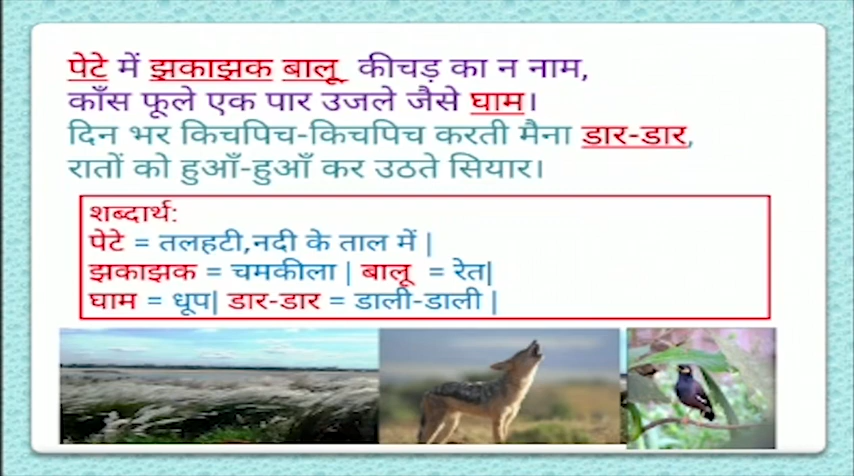 पेटे में झकाझक बालू कीचड़ का न नाम,
काँस फूले एक पार उजले जैसे घाम।
दिन भर किचपिच-किचपिच करती मैना डार-डार,
रातों को हुआँ-हुआँ कर उठते सियार।
शब्दार्थ:
पेटे = तलहटी,नदी के ताल में |
झकाझक = चमकीला | बालू = रेत|
घाम = धूप| डार-डार = डाली-डाली |